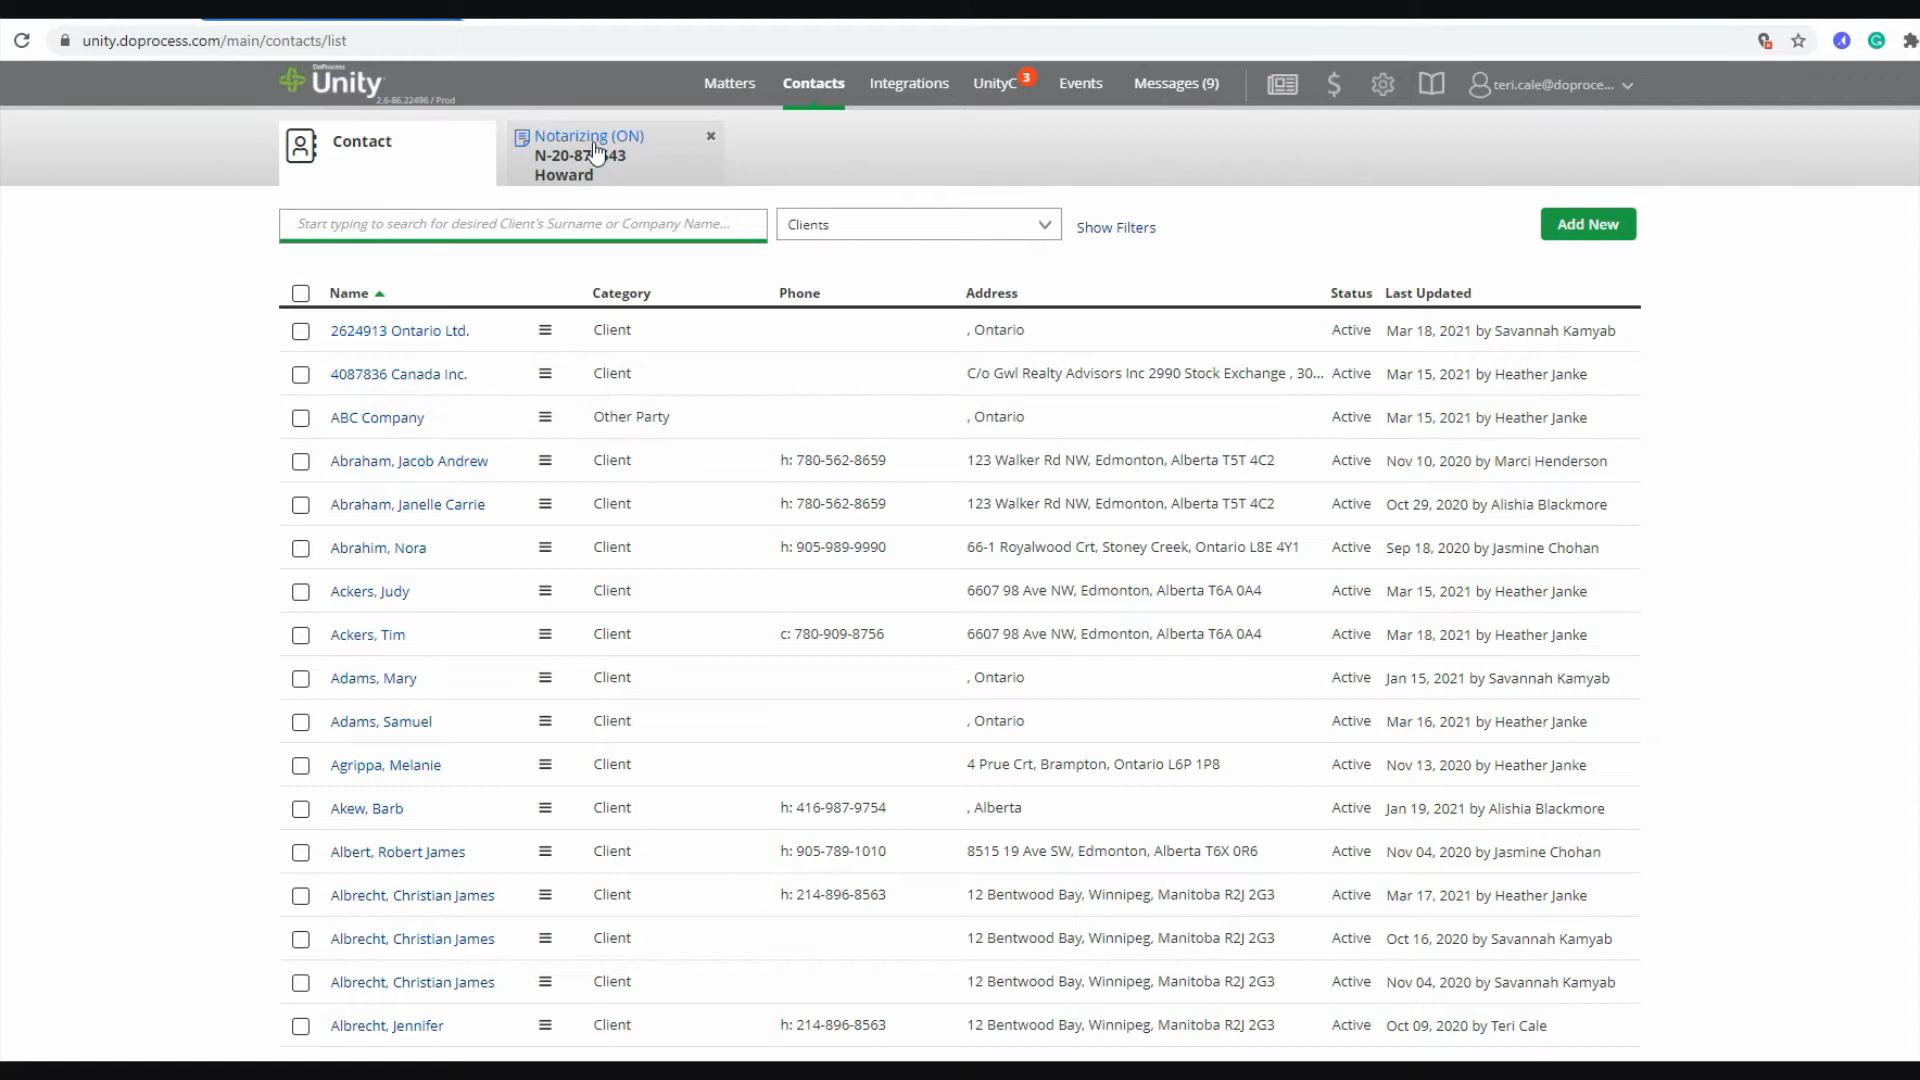 unity.doprocess.com/main/contacts/list
DoProcess
Unity
2.6-86.22496 / Prod
Matters
Contacts
Integrations
UnityC
3
Events
Messages (9)
teri.cale@doproce...
Contact
Notarizing (ON)
Howard
Start typing to search for desired Client's Surname or Company Name...
Clients
Show Filters
Add New
Name Category Phone Address Status Last Updated
2624913 Ontario Ltd. Client , Ontario Active Mar 18, 2021 by Savannah Kamyab
4087836 Canada Inc. Client C/o Gwl Realty Advisors Inc 2990 Stock Exchange , 30... Active Mar 15, 2021 by Heather Janke
ABC Company Other Party , Ontario Active Mar 15, 2021 by Heather Janke
Abraham, Jacob Andrew Client h: 780-562-8659 123 Walker Rd NW, Edmonton, Alberta T5T 4C2 Active Nov 10, 2020 by Marci Henderson
Abraham, Janelle Carrie Client h: 780-562-8659 123 Walker Rd NW, Edmonton, Alberta T5T 4C2 Active Oct 29, 2020 by Alishia Blackmore
Abrahim, Nora Client h: 905-989-9990 66-1 Royalwood Crt, Stoney Creek, Ontario L8E 4Y1 Active Sep 18, 2020 by Jasmine Chohan
Ackers, Judy Client 6607 98 Ave NW, Edmonton, Alberta T6A 0A4 Active Mar 15, 2021 by Heather Janke
Ackers, Tim Client c: 780-909-8756 6607 98 Ave NW, Edmonton, Alberta T6A 0A4 Active Mar 18, 2021 by Heather Janke
Adams, Mary Client , Ontario Active Jan 15, 2021 by Savannah Kamyab
Adams, Samuel Client , Ontario Active Mar 16, 2021 by Heather Janke
Agrippa, Melanie Client 4 Prue Crt, Brampton, Ontario L6P 1P8 Active Nov 13, 2020 by Heather Janke
Akew, Barb Client h: 416-987-9754 , Alberta Active Jan 19, 2021 by Alishia Blackmore
Albert, Robert James Client h: 905-789-1010 8515 19 Ave SW, Edmonton, Alberta T6X 0R6 Active Nov 04, 2020 by Jasmine Chohan
Albrecht, Christian James Client h: 214-896-8563 12 Bentwood Bay, Winnipeg, Manitoba R2J 2G3 Active Mar 17, 2021 by Heather Janke
Albrecht, Christian James Client 12 Bentwood Bay, Winnipeg, Manitoba R2J 2G3 Active Oct 16, 2020 by Savannah Kamyab
Albrecht, Christian James Client 12 Bentwood Bay, Winnipeg, Manitoba R2J 2G3 Active Nov 04, 2020 by Savannah Kamyab
Albrecht, Jennifer Client h: 214-896-8563 12 Bentwood Bay, Winnipeg, Manitoba R2J 2G3 Active Oct 09, 2020 by Teri Cale